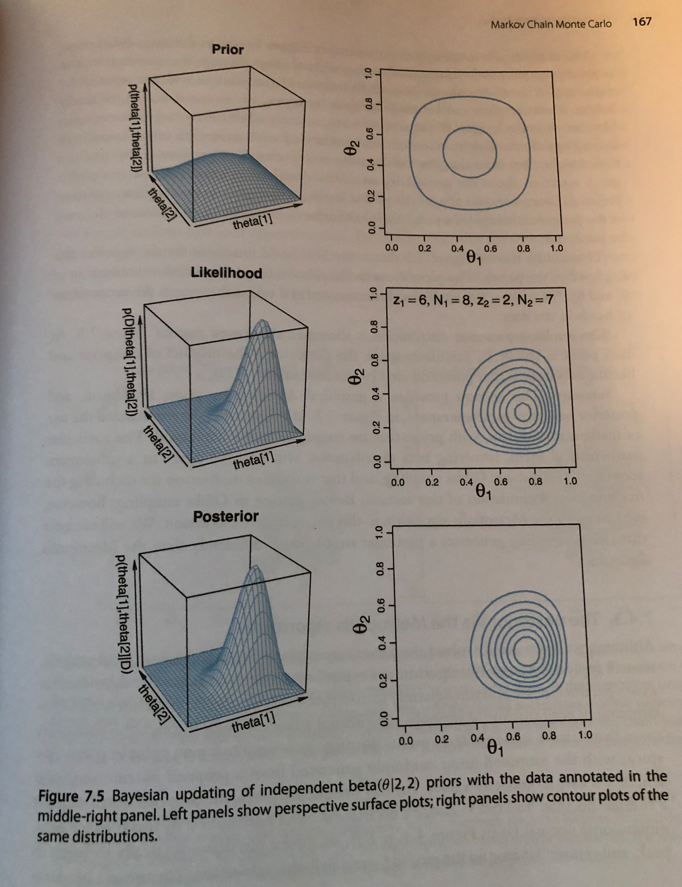 Markov Chain Monte Carlo 167
Prior
p(theta[1],theta[2])
theta[2]
theta[1]
θ₂
0.0 0.2 0.4 0.6 0.8 1.0
0.0 0.2 0.4 0.6 0.8 1.0
θ₁
Likelihood
p(D|theta[1],theta[2])
theta[2]
theta[1]
z₁ = 6, N₁ = 8, z₂ = 2, N₂ = 7
θ₂
0.0 0.2 0.4 0.6 0.8 1.0
0.0 0.2 0.4 0.6 0.8 1.0
θ₁
Posterior
p(theta[1],theta[2]|D)
theta[2]
theta[1]
θ₂
0.0 0.2 0.4 0.6 0.8 1.0
0.0 0.2 0.4 0.6 0.8 1.0
θ₁
Figure 7.5 Bayesian updating of independent beta(θ|2, 2) priors with the data annotated in the
middle-right panel. Left panels show perspective surface plots; right panels show contour plots of the
same distributions.